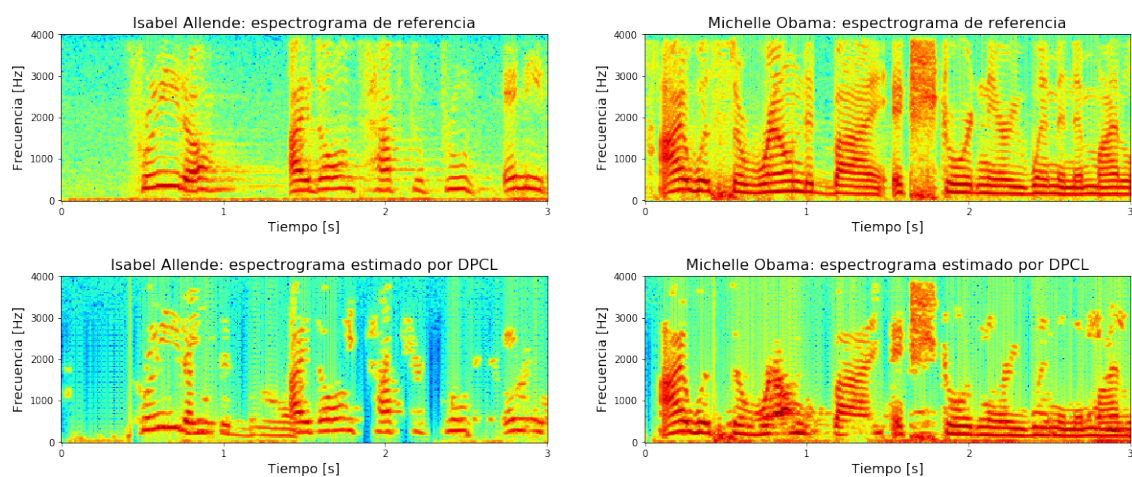 Isabel Allende: espectrograma de referencia
Frecuencia [Hz]
4000
3000
2000
1000
0
0 1 2 3
Tiempo [s]
Michelle Obama: espectrograma de referencia
Frecuencia [Hz]
4000
3000
2000
1000
0
0 1 2 3
Tiempo [s]
Isabel Allende: espectrograma estimado por DPCL
Frecuencia [Hz]
4000
3000
2000
1000
0
0 1 2 3
Tiempo [s]
Michelle Obama: espectrograma estimado por DPCL
Frecuencia [Hz]
4000
3000
2000
1000
0
0 1 2 3
Tiempo [s]